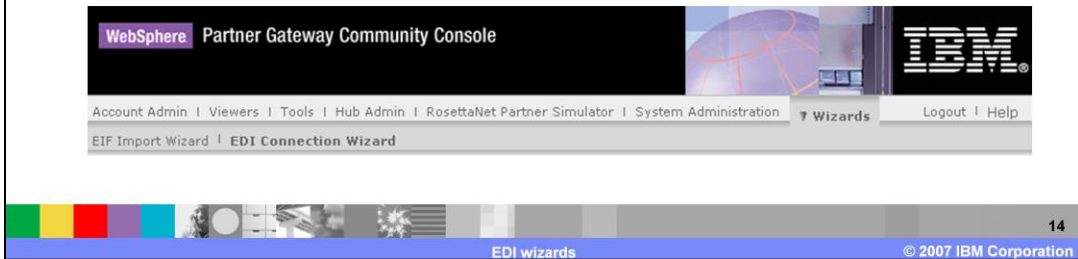 WebSphere Partner Gateway Community Console
IBM®
Account Admin | Viewers | Tools | Hub Admin | RosettaNet Partner Simulator | System Administration Wizards Logout | Help
EIF Import Wizard | EDI Connection Wizard
14
EDI wizards © 2007 IBM Corporation